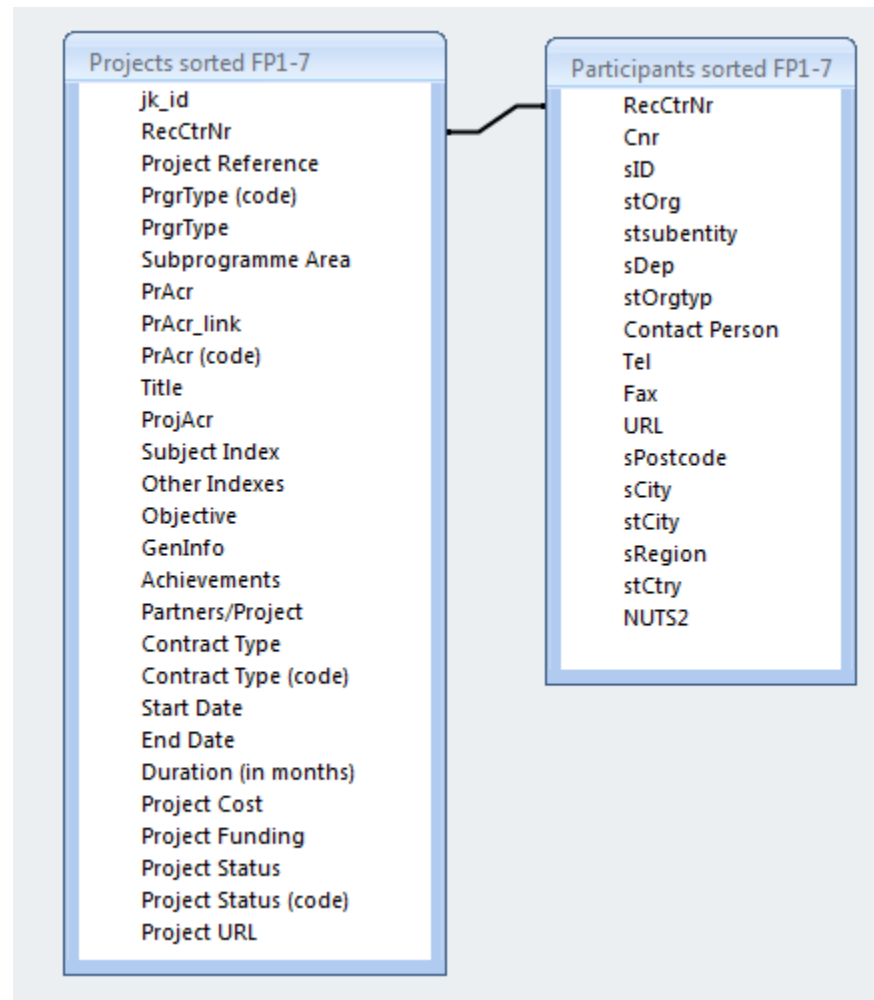 Projects sorted FP1-7
jk_id
RecCtrNr
Project Reference
PrgrType (code)
PrgrType
Subprogramme Area
PrAcr
PrAcr_link
PrAcr (code)
Title
ProjAcr
Subject Index
Other Indexes
Objective
GenInfo
Achievements
Partners/Project
Contract Type
Contract Type (code)
Start Date
End Date
Duration (in months)
Project Cost
Project Funding
Project Status
Project Status (code)
Project URL
Participants sorted FP1-7
RecCtrNr
Cnr
sID
stOrg
stsubentity
sDep
stOrgtyp
Contact Person
Tel
Fax
URL
sPostcode
sCity
stCity
sRegion
stCtry
NUTS2